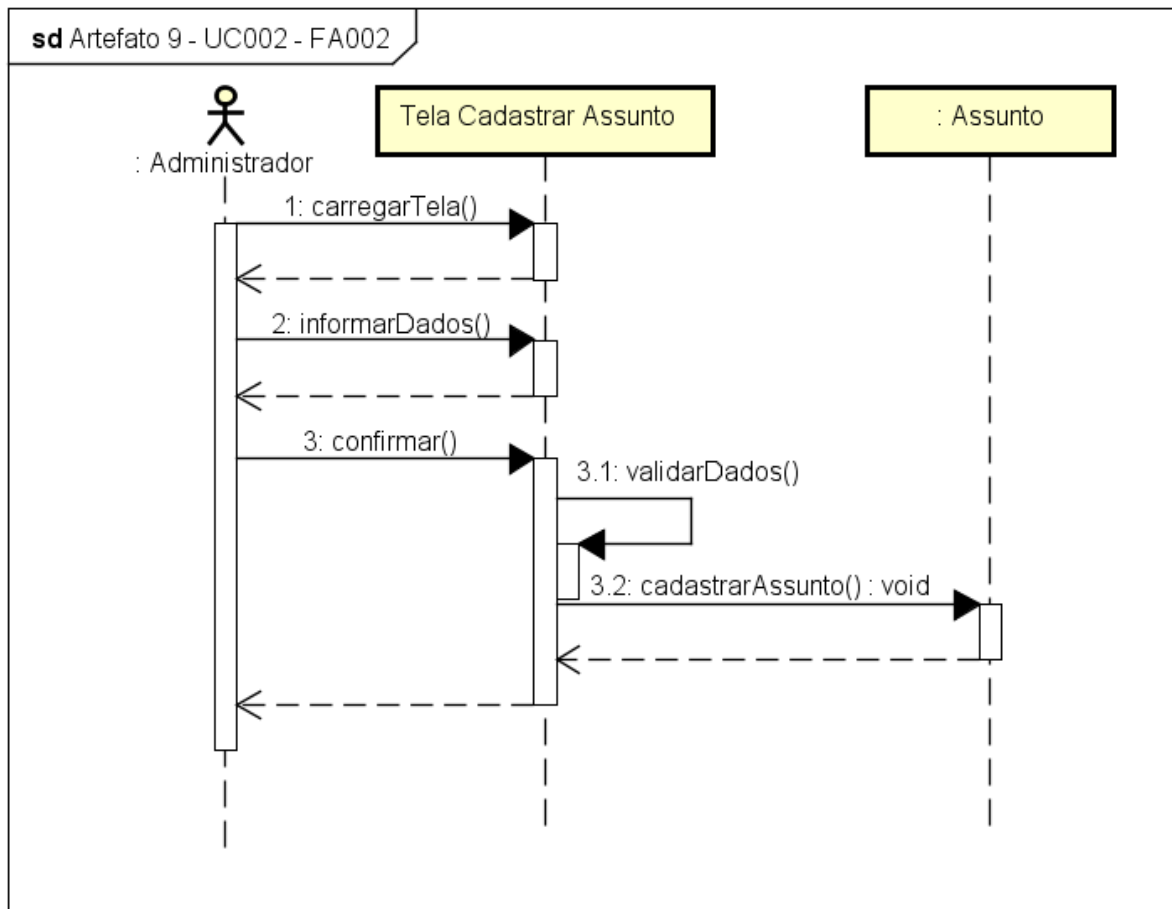 sd Artefato 9 - UC002 - FA002
: Administrador
Tela Cadastrar Assunto
: Assunto
1: carregarTela()
2: informarDados()
3: confirmar()
3.1: validarDados()
3.2: cadastrarAssunto() : void